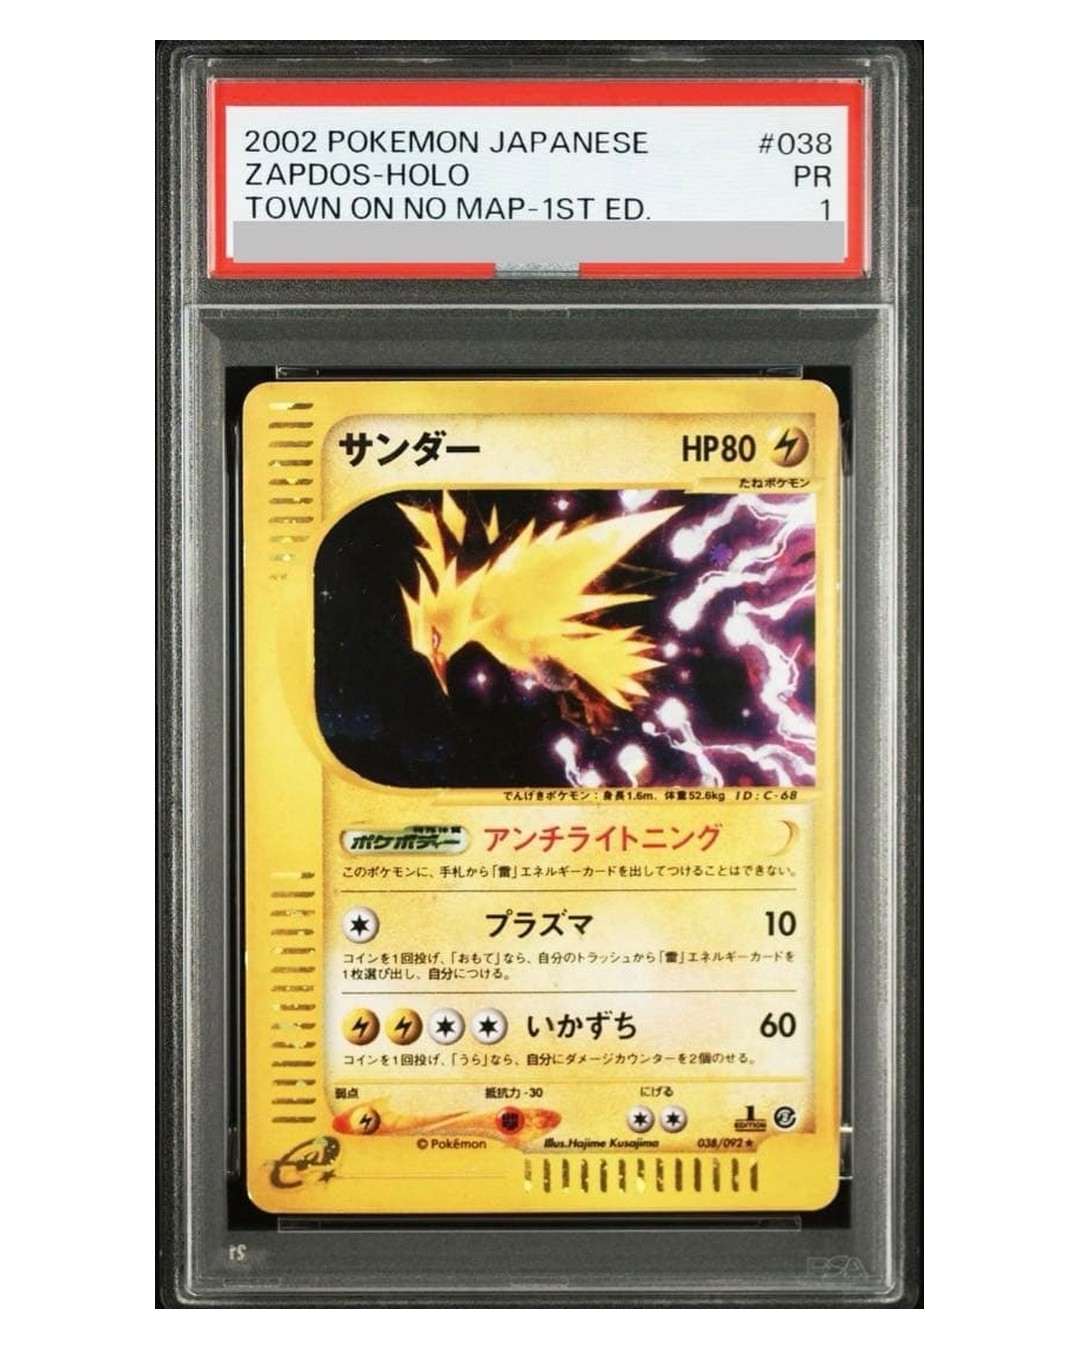 2002 POKEMON JAPANESE #038
ZAPDOS-HOLO PR
TOWN ON NO MAP-1ST ED. 1
サンダー HP80
たねポケモン
でんげきポケモン：身長1.6m. 体重52.6kg ID:C-68
特殊体質
ポケボディー アンチライトニング
このポケモンに、手札から「雷」エネルギーカードを出してつけることはできない。
プラズマ 10
コインを1回投げ、「おもて」なら、自分のトラッシュから「雷」エネルギーカードを
1枚選び出し、自分につける。
いかずち 60
コインを1回投げ、「うら」なら、自分にダメージカウンターを2個のせる。
弱点 抵抗力-30 にげる
1
EDITION
©Pokémon Illus.Hajime Kusajima 038/092★
21
PSA